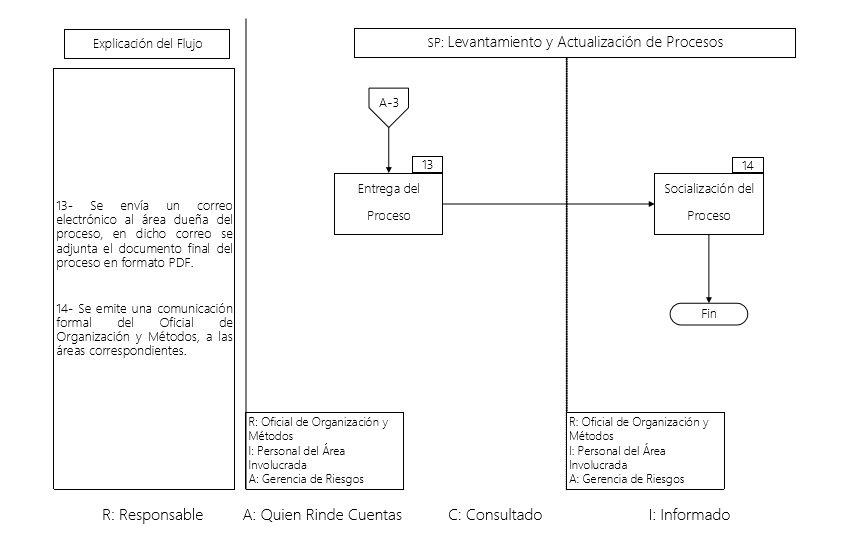 Explicación del Flujo
SP: Levantamiento y Actualización de Procesos
A-3
13
14
Entrega del
Proceso
Socialización del
Proceso
Fin
13- Se envía un correo
electrónico al área dueña del
proceso, en dicho correo se
adjunta el documento final del
proceso en formato PDF.
14- Se emite una comunicación
formal del Oficial de
Organización y Métodos, a las
áreas correspondientes.
R: Oficial de Organización y
Métodos
I: Personal del Área
Involucrada
A: Gerencia de Riesgos
R: Oficial de Organización y
Métodos
I: Personal del Área
Involucrada
A: Gerencia de Riesgos
R: Responsable
A: Quien Rinde Cuentas
C: Consultado
I: Informado